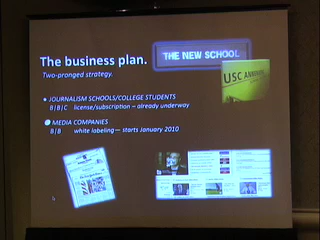 The business plan.
Two-pronged strategy.
THE NEW SCHOOL
USC
JOURNALISM SCHOOLS/COLLEGE STUDENTS
B|B|C license/subscription – already underway
MEDIA COMPANIES
B|B white labeling — starts January 2010